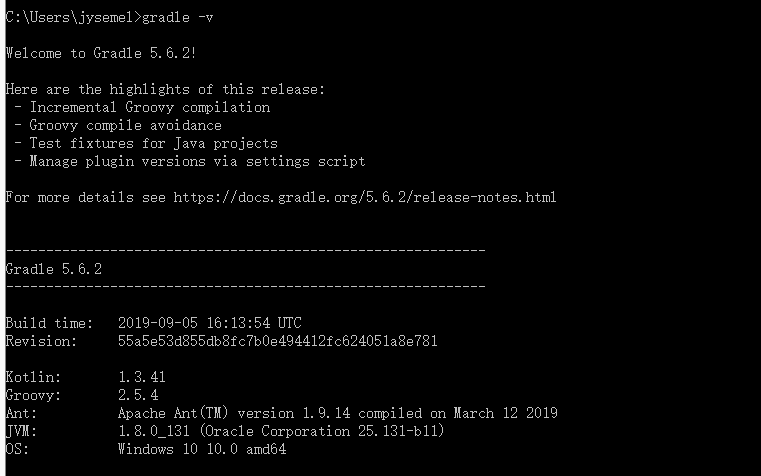 C:\Users\jysemel>gradle -v
Welcome to Gradle 5.6.2!
Here are the highlights of this release:
- Incremental Groovy compilation
- Groovy compile avoidance
- Test fixtures for Java projects
- Manage plugin versions via settings script
For more details see https://docs.gradle.org/5.6.2/release-notes.html
------------------------------------------------------------
Gradle 5.6.2
------------------------------------------------------------
Build time:   2019-09-05 16:13:54 UTC
Revision:     55a5e53d855db8fc7b0e494412fc624051a8e781
Kotlin:       1.3.41
Groovy:       2.5.4
Ant:          Apache Ant(TM) version 1.9.14 compiled on March 12 2019
JVM:          1.8.0_131 (Oracle Corporation 25.131-b11)
OS:           Windows 10 10.0 amd64